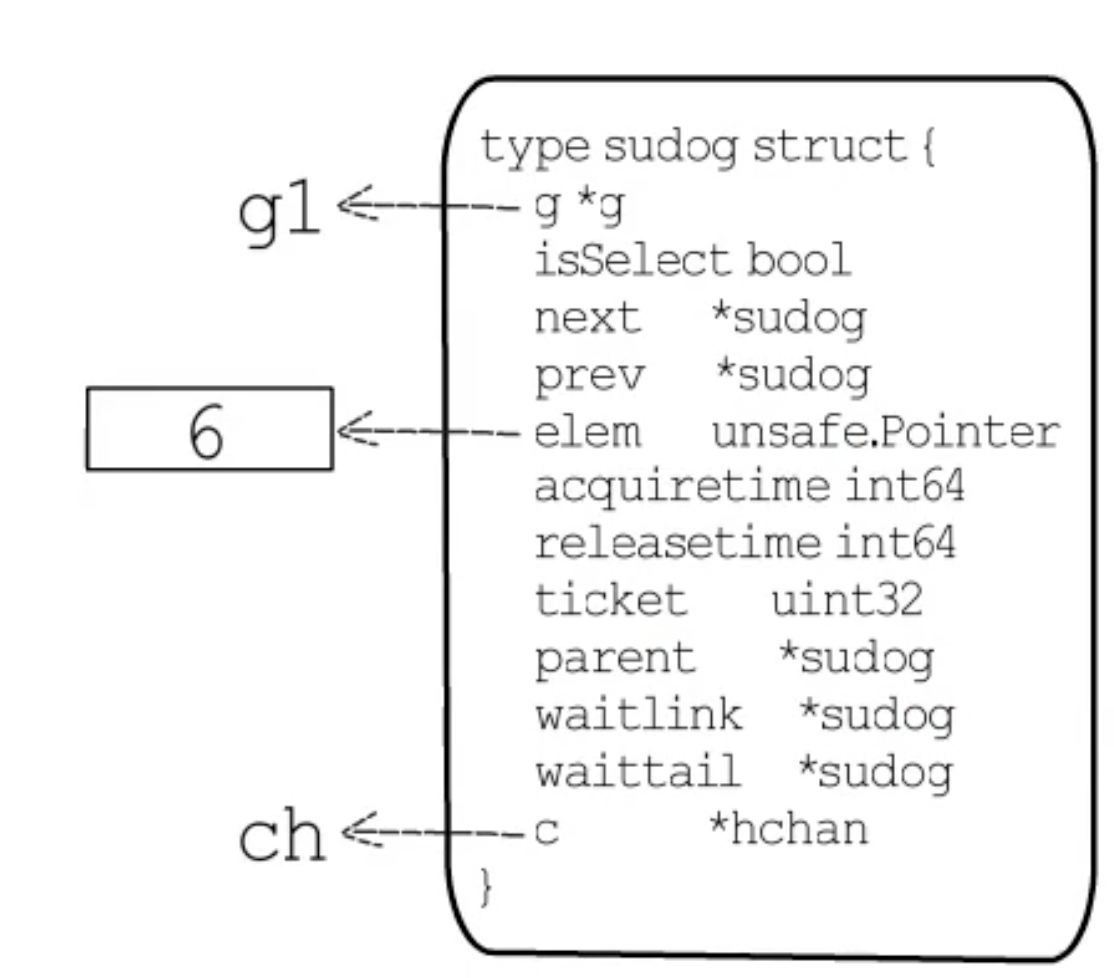 type sudog struct {
g1
g *g
isSelect bool
next *sudog
prev *sudog
6
elem unsafe.Pointer
acquiretime int64
releasetime int64
ticket uint32
parent *sudog
waitlink *sudog
waittail *sudog
ch
c *hchan
}